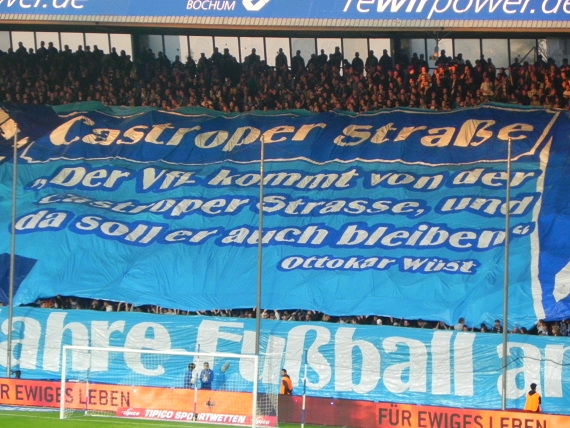 de
BOCHUM
rewirpower.de
Castroper Straße
„Der VfL kommt von der
Castroper Strasse, und
da soll er auch bleiben“
Ottokar Wüst
ahre Fußball an
R EWIGES LEBEN
TIPICO SPORTWETTEN
FÜR EWIGES LEBEN